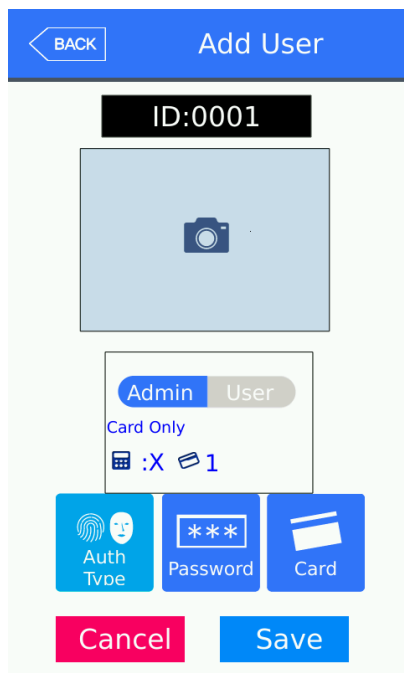 BACK
Add User
ID:0001
Admin User
Card Only
:X 1
Auth
Type
***
Password
Card
Cancel
Save